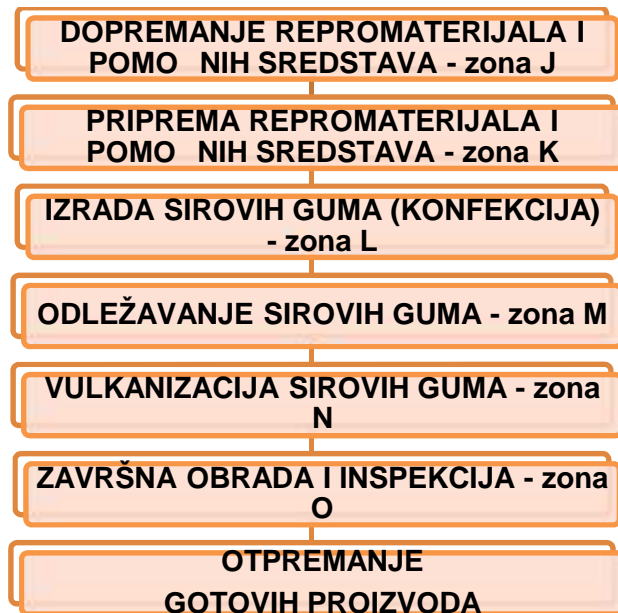 DOPREMANJE REPROMATERIJALA I
POMO NIH SREDSTAVA - zona J
PRIPREMA REPROMATERIJALA I
POMO NIH SREDSTAVA - zona K
IZRADA SIROVIH GUMA (KONFEKCIJA)
- zona L
ODLEŽAVANJE SIROVIH GUMA - zona M
VULKANIZACIJA SIROVIH GUMA - zona
N
ZAVRŠNA OBRADA I INSPEKCIJA - zona
O
OTPREMANJE
GOTOVIH PROIZVODA